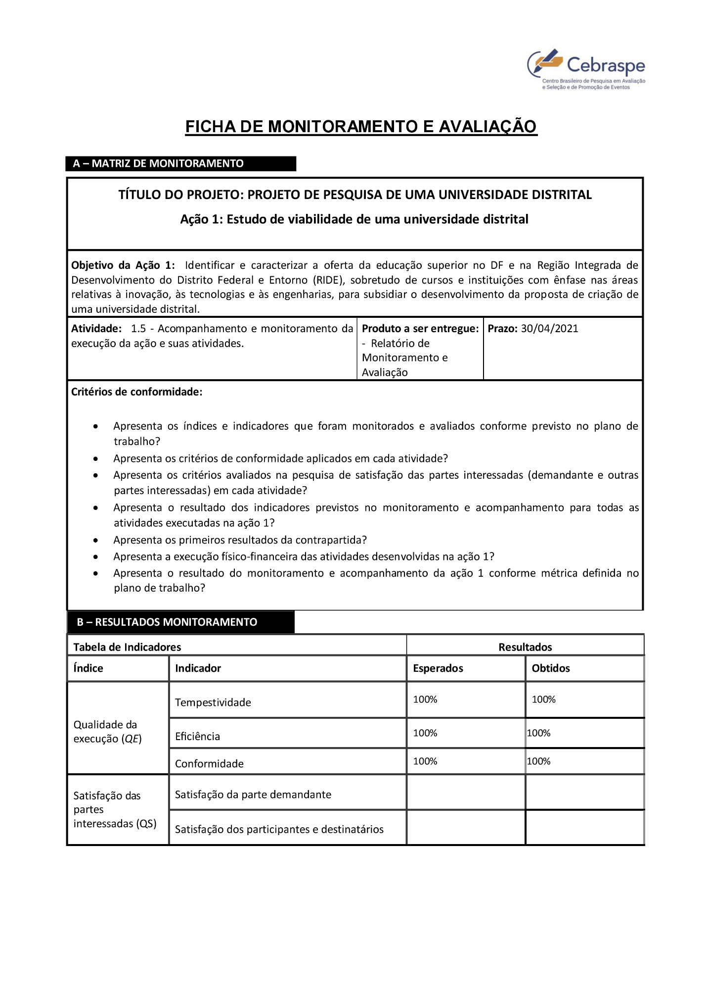 Cebraspe
Centro Brasileiro de Pesquisa em Avaliação
e Seleção e de Promoção de Eventos
FICHA DE MONITORAMENTO E AVALIAÇÃO
A – MATRIZ DE MONITORAMENTO
TÍTULO DO PROJETO: PROJETO DE PESQUISA DE UMA UNIVERSIDADE DISTRITAL
Ação 1: Estudo de viabilidade de uma universidade distrital
Objetivo da Ação 1: Identificar e caracterizar a oferta da educação superior no DF e na Região Integrada de
Desenvolvimento do Distrito Federal e Entorno (RIDE), sobretudo de cursos e instituições com ênfase nas áreas
relativas à inovação, às tecnologias e às engenharias, para subsidiar o desenvolvimento da proposta de criação de
uma universidade distrital.
Atividade: 1.5 - Acompanhamento e monitoramento da
execução da ação e suas atividades.
Produto a ser entregue:
- Relatório de
Monitoramento e
Avaliação
Prazo: 30/04/2021
Critérios de conformidade:
• Apresenta os índices e indicadores que foram monitorados e avaliados conforme previsto no plano de
trabalho?
• Apresenta os critérios de conformidade aplicados em cada atividade?
• Apresenta os critérios avaliados na pesquisa de satisfação das partes interessadas (demandante e outras
partes interessadas) em cada atividade?
• Apresenta o resultado dos indicadores previstos no monitoramento e acompanhamento para todas as
atividades executadas na ação 1?
• Apresenta os primeiros resultados da contrapartida?
• Apresenta a execução físico-financeira das atividades desenvolvidas na ação 1?
• Apresenta o resultado do monitoramento e acompanhamento da ação 1 conforme métrica definida no
plano de trabalho?
B – RESULTADOS MONITORAMENTO
Tabela de Indicadores
Resultados
Índice
Indicador
Esperados
Obtidos
Qualidade da
execução (QE)
Tempestividade
100%
100%
Eficiência
100%
100%
Conformidade
100%
100%
Satisfação das
partes
interessadas (QS)
Satisfação da parte demandante
Satisfação dos participantes e destinatários